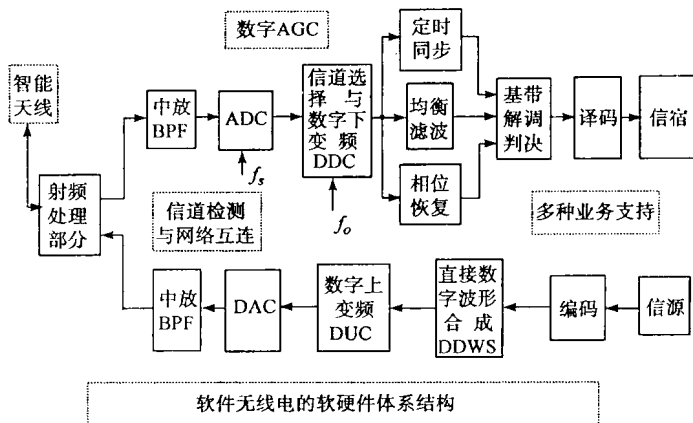 数字AGC
智能
天线
射频
处理
部分
中放
BPF
ADC
fs
信道选
择 与
数字下
变 频
DDC
fo
定时
同步
均衡
滤波
相位
恢复
基带
解调
判决
译码
信宿
信道检测
与网络互连
多种业务支持
中放
BPF
DAC
数字上
变频
DUC
直接数
字波形
合 成
DDWS
编码
信源
软件无线电的软硬件体系结构